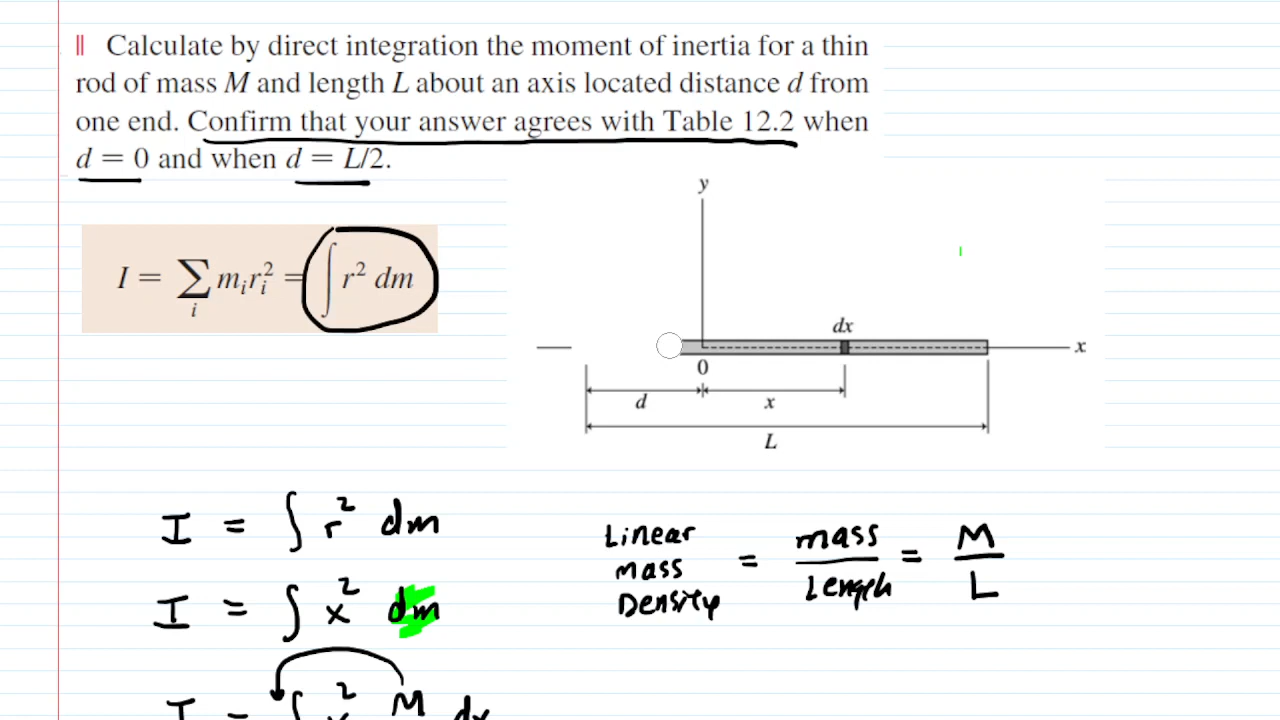 || Calculate by direct integration the moment of inertia for a thin
rod of mass M and length L about an axis located distance d from
one end. Confirm that your answer agrees with Table 12.2 when
d = 0 and when d = L/2.
y
I = ∑ mᵢrᵢ² = ∫ r² dm
i
dx
x
0
d
x
L
I = ∫ r² dm
Linear
Mass
Density
= mass/Length = M/L
I = ∫ x² dm
I = ∫ x² M dx